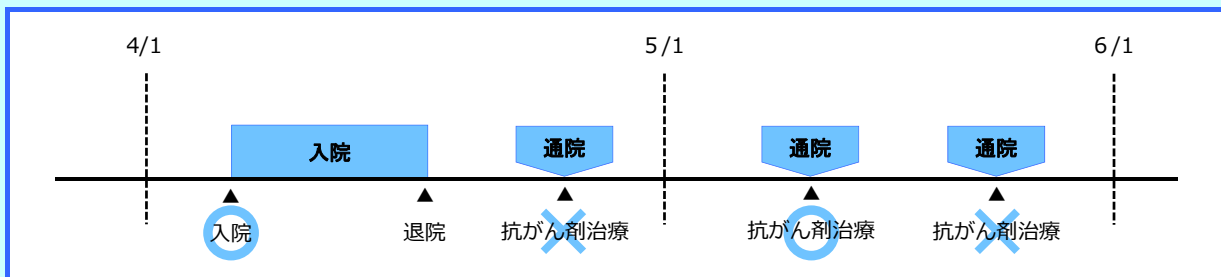 4/1 5/1 6/1
入院 通院 通院 通院
▲ ▲ ▲ ▲ ▲
入院 退院 抗がん剤治療 抗がん剤治療 抗がん剤治療